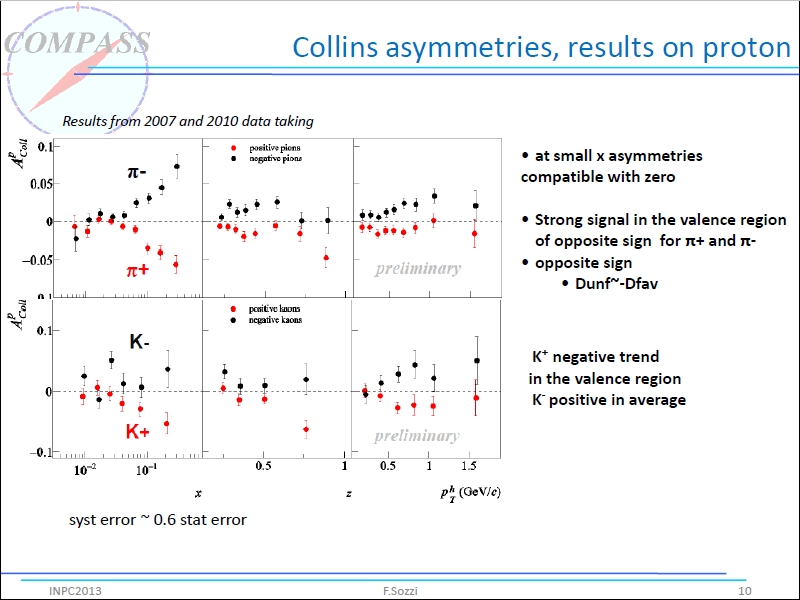 COMPASS
Collins asymmetries, results on proton
Results from 2007 and 2010 data taking
A^p_Coll
0.1
0.05
0
−0.05
0.1
π-
π+
positive pions
negative pions
preliminary
• at small x asymmetries
compatible with zero
• Strong signal in the valence region
of opposite sign for π+ and π-
• opposite sign
• Dunf~-Dfav
A^p_Coll
0.1
0
−0.1
K-
K+
positive kaons
negative kaons
preliminary
K+ negative trend
in the valence region
K- positive in average
10^−2 10^−1 0.5 1 0.5 1 1.5
x z p^h_T (GeV/c)
syst error ~ 0.6 stat error
INPC2013 F.Sozzi 10